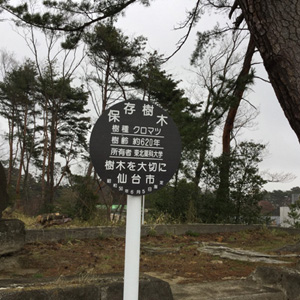 保存樹木
樹種 クロマツ
樹齢 約620年
所有者 東北薬科大学
樹木を大切に
仙台市